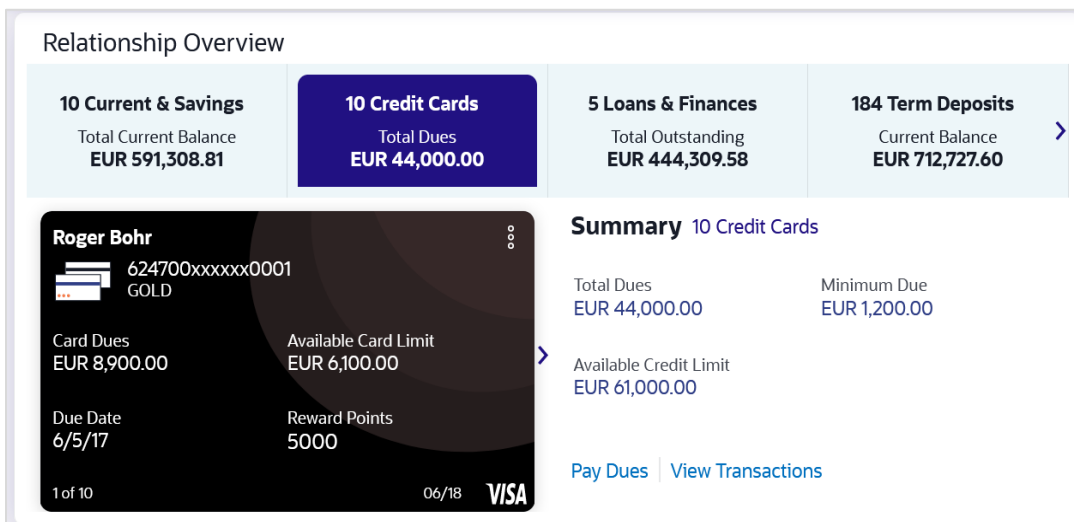 Relationship Overview
10 Current & Savings
Total Current Balance
EUR 591,308.81
10 Credit Cards
Total Dues
EUR 44,000.00
5 Loans & Finances
Total Outstanding
EUR 444,309.58
184 Term Deposits
Current Balance
EUR 712,727.60
Roger Bohr
624700xxxxxx0001
GOLD
Card Dues
EUR 8,900.00
Available Card Limit
EUR 6,100.00
Due Date
6/5/17
Reward Points
5000
1 of 10
06/18 VISA
Summary 10 Credit Cards
Total Dues
EUR 44,000.00
Minimum Due
EUR 1,200.00
Available Credit Limit
EUR 61,000.00
Pay Dues View Transactions